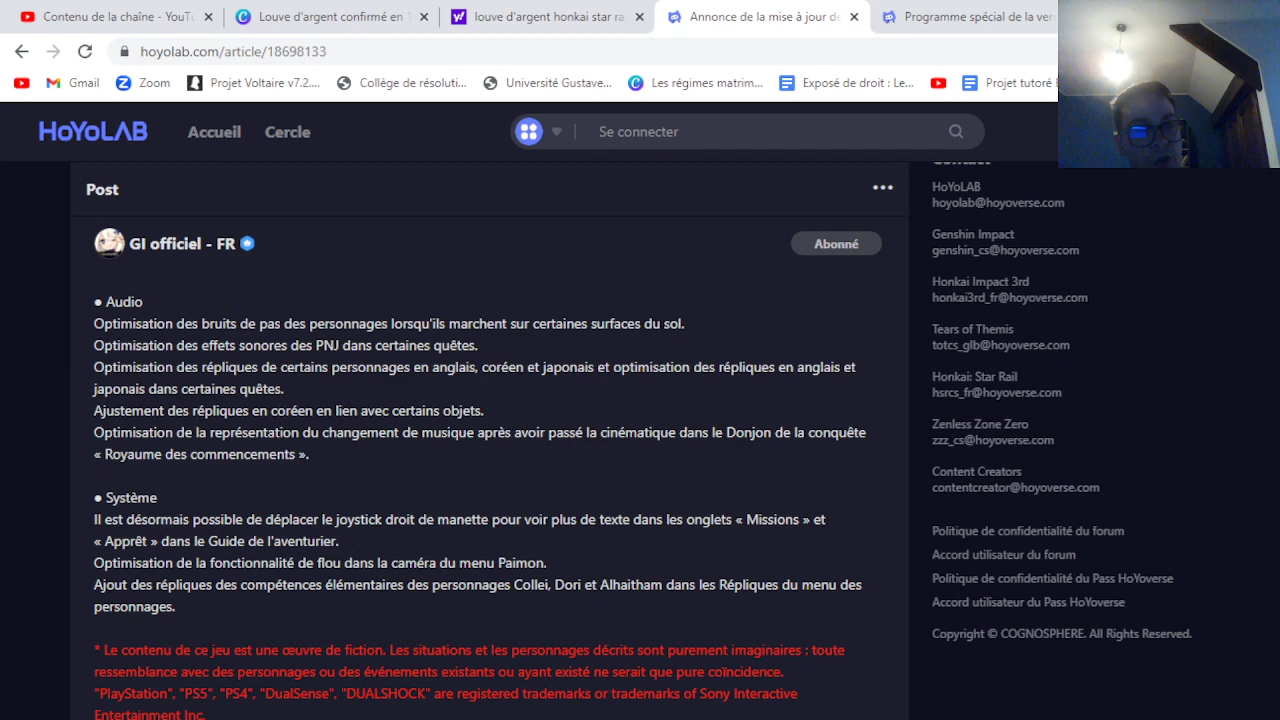 Contenu de la chaîne - YouTu
Louve d'argent confirmé en 1
louve d'argent honkai star ra
Annonce de la mise à jour de
Programme spécial de la vers
hoyolab.com/article/18698133
Gmail
Zoom
Projet Voltaire v7.2....
Collège de résoluti...
Université Gustave...
Les régimes matrim...
Exposé de droit : Le...
Projet tutoré E
HoYoLAB
Accueil
Cercle
Se connecter
Post
GI officiel - FR
Abonné
● Audio
Optimisation des bruits de pas des personnages lorsqu'ils marchent sur certaines surfaces du sol.
Optimisation des effets sonores des PNJ dans certaines quêtes.
Optimisation des répliques de certains personnages en anglais, coréen et japonais et optimisation des répliques en anglais et
japonais dans certaines quêtes.
Ajustement des répliques en coréen en lien avec certains objets.
Optimisation de la représentation du changement de musique après avoir passé la cinématique dans le Donjon de la conquête
« Royaume des commencements ».
● Système
Il est désormais possible de déplacer le joystick droit de manette pour voir plus de texte dans les onglets « Missions » et
« Apprêt » dans le Guide de l'aventurier.
Optimisation de la fonctionnalité de flou dans la caméra du menu Paimon.
Ajout des répliques des compétences élémentaires des personnages Collei, Dori et Alhaitham dans les Répliques du menu des
personnages.
* Le contenu de ce jeu est une œuvre de fiction. Les situations et les personnages décrits sont purement imaginaires : toute
ressemblance avec des personnages ou des événements existants ou ayant existé ne serait que pure coïncidence.
"PlayStation", "PS5", "PS4", "DualSense", "DUALSHOCK" are registered trademarks or trademarks of Sony Interactive
Entertainment Inc.
Contact
HoYoLAB
hoyolab@hoyoverse.com
Genshin Impact
genshin_cs@hoyoverse.com
Honkai Impact 3rd
honkai3rd_fr@hoyoverse.com
Tears of Themis
totcs_glb@hoyoverse.com
Honkai: Star Rail
hsrcs_fr@hoyoverse.com
Zenless Zone Zero
zzz_cs@hoyoverse.com
Content Creators
contentcreator@hoyoverse.com
Politique de confidentialité du forum
Accord utilisateur du forum
Politique de confidentialité du Pass HoYoverse
Accord utilisateur du Pass HoYoverse
Copyright © COGNOSPHERE. All Rights Reserved.